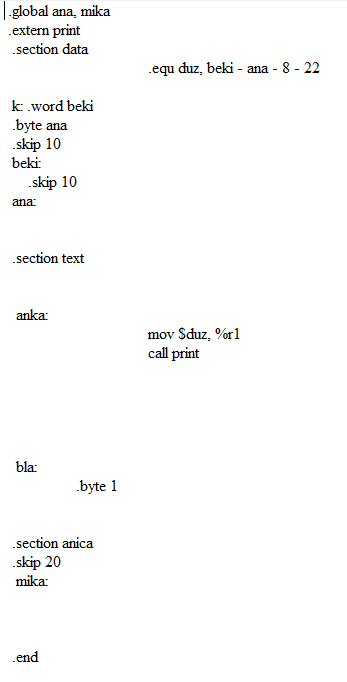 .global ana, mika
.extern print
.section data
.equ duz, beki - ana - 8 - 22
k: .word beki
.byte ana
.skip 10
beki:
.skip 10
ana:
.section text
anka:
mov $duz, %r1
call print
bla:
.byte 1
.section anica
.skip 20
mika:
.end